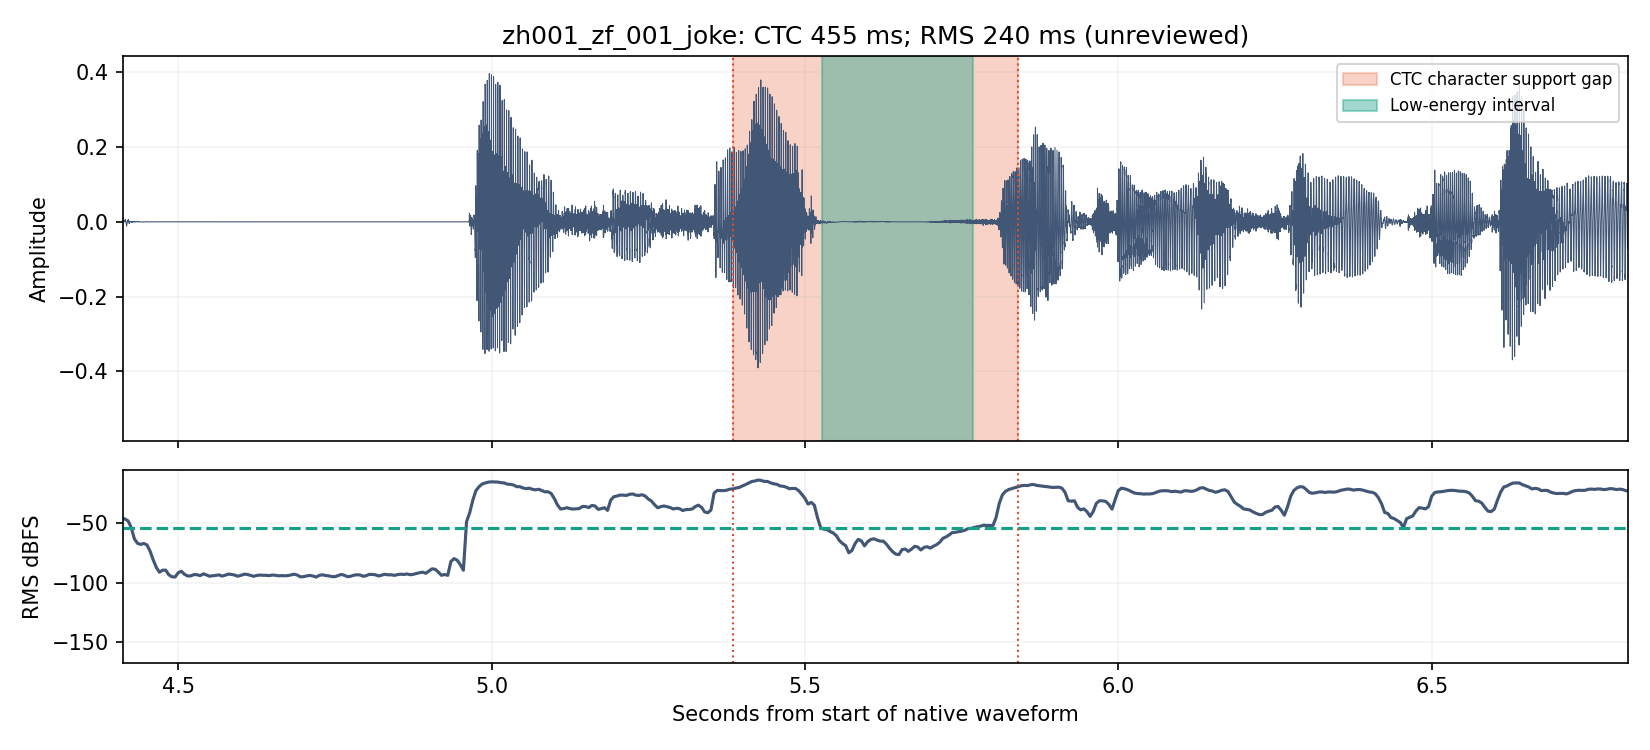 zh001_zf_001_joke: CTC 455 ms; RMS 240 ms (unreviewed)
CTC character support gap
Low-energy interval
Amplitude
0.4
0.2
0.0
−0.2
−0.4
RMS dBFS
−50
−100
−150
4.5
5.0
5.5
6.0
6.5
Seconds from start of native waveform